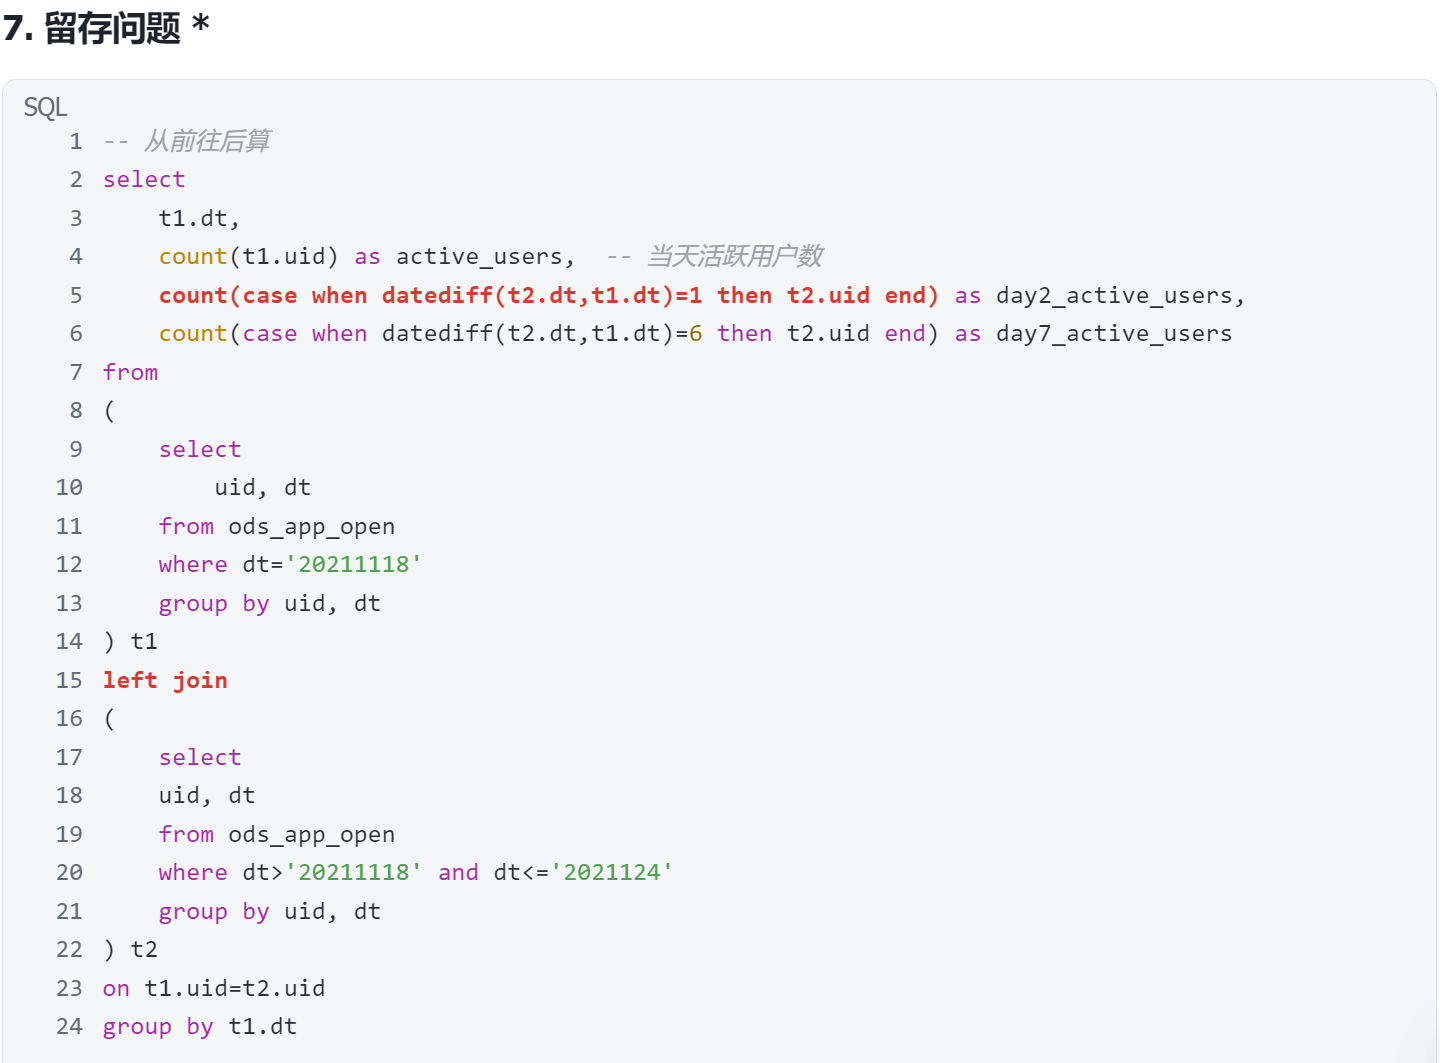 7. 留存问题 *
SQL
1 -- 从前往后算
2 select
3     t1.dt,
4     count(t1.uid) as active_users,  -- 当天活跃用户数
5     count(case when datediff(t2.dt,t1.dt)=1 then t2.uid end) as day2_active_users,
6     count(case when datediff(t2.dt,t1.dt)=6 then t2.uid end) as day7_active_users
7 from
8 (
9     select
10         uid, dt
11     from ods_app_open
12     where dt='20211118'
13     group by uid, dt
14 ) t1
15 left join
16 (
17     select
18     uid, dt
19     from ods_app_open
20     where dt>'20211118' and dt<='2021124'
21     group by uid, dt
22 ) t2
23 on t1.uid=t2.uid
24 group by t1.dt